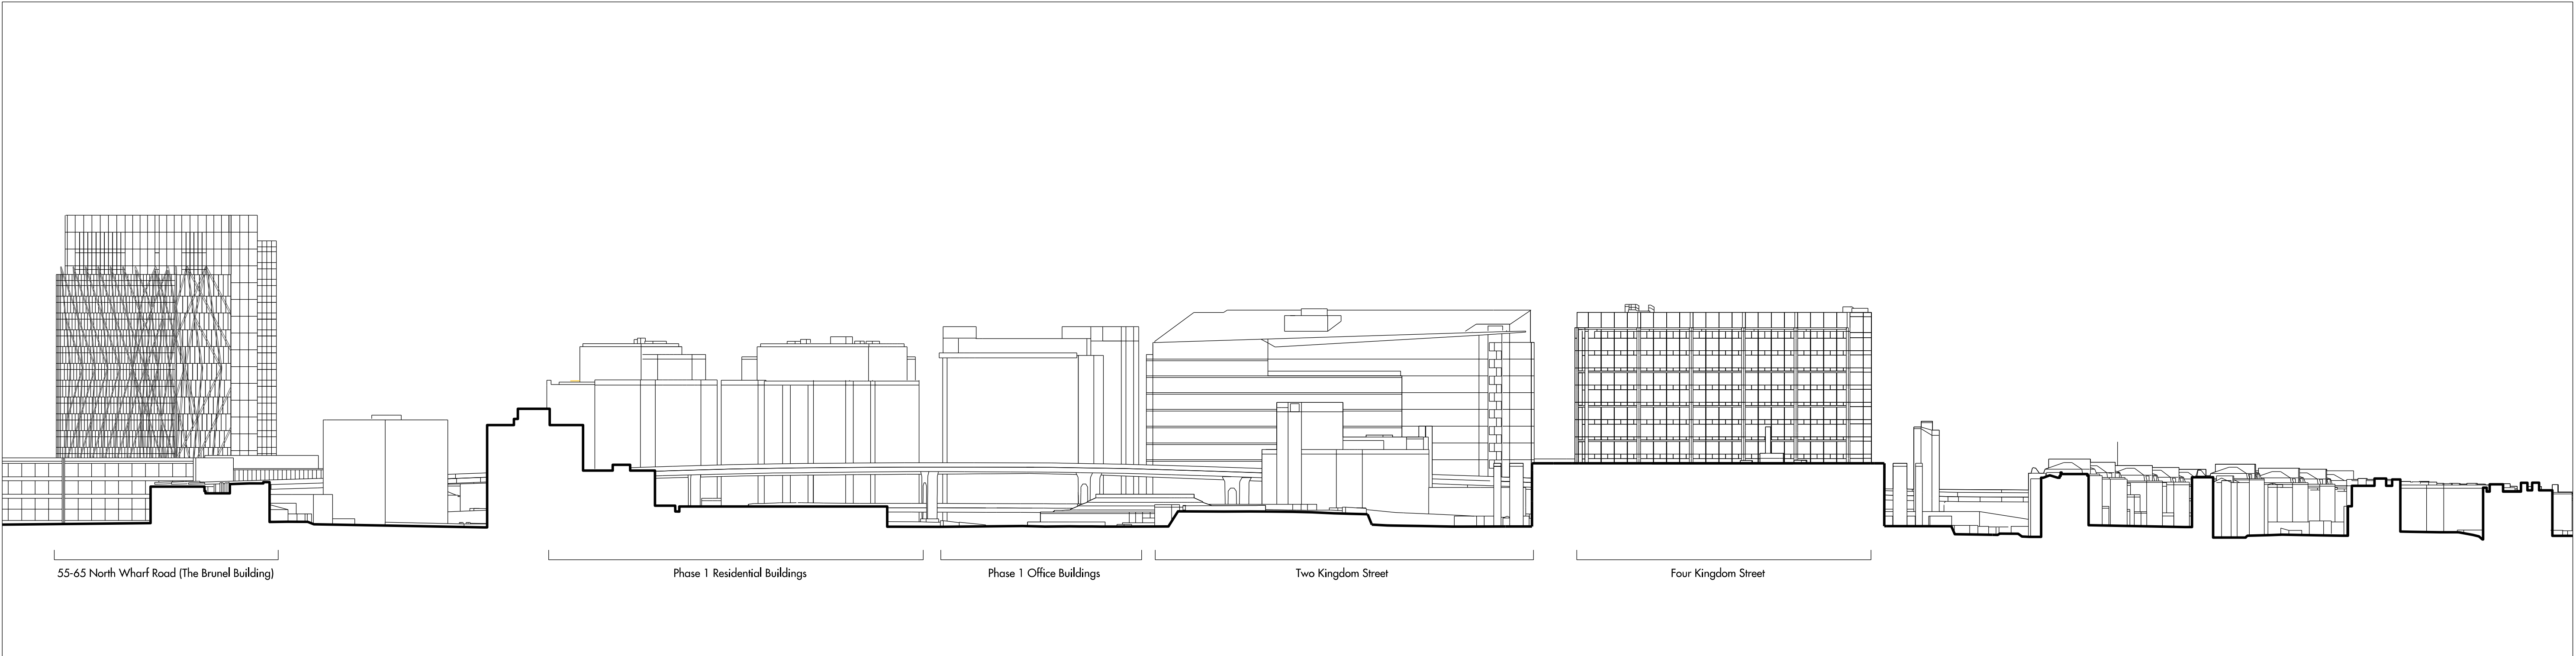 55-65 North Wharf Road (The Brunel Building)
Phase 1 Residential Buildings
Phase 1 Office Buildings
Two Kingdom Street
Four Kingdom Street